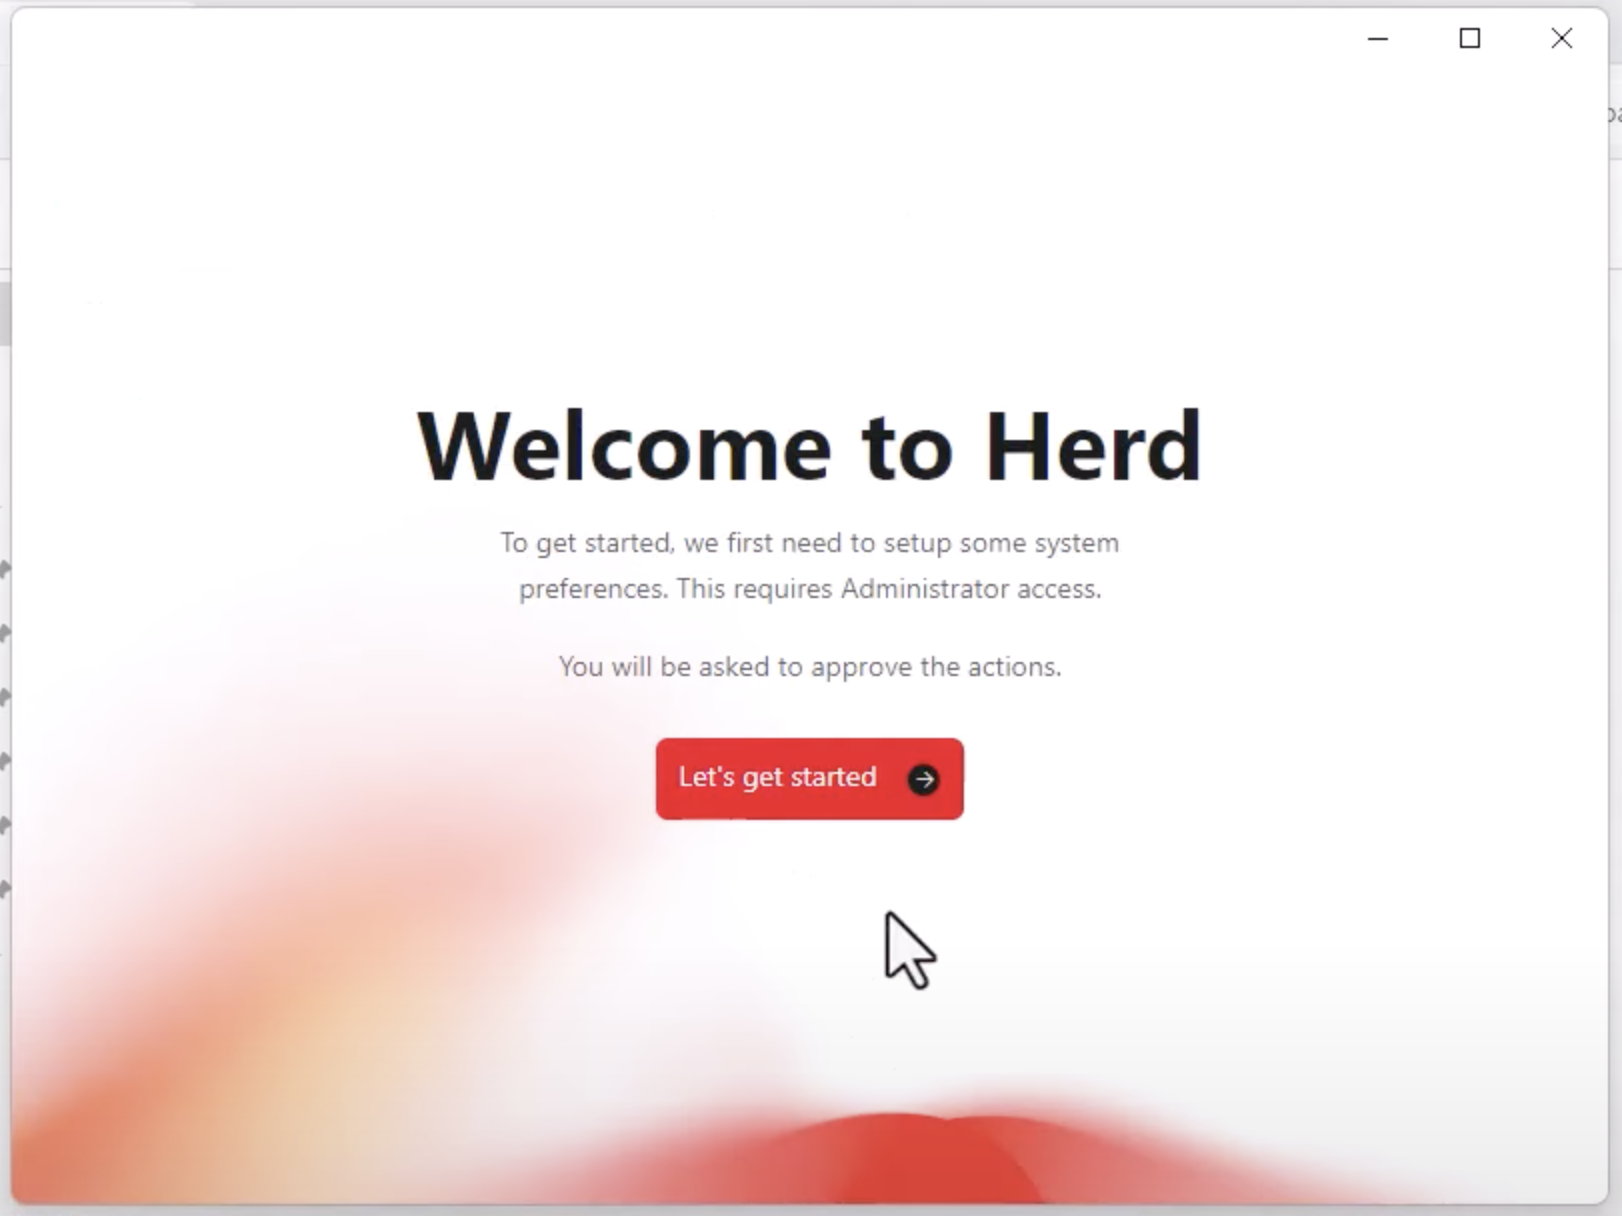 Welcome to Herd
To get started, we first need to setup some system
preferences. This requires Administrator access.
You will be asked to approve the actions.
Let's get started